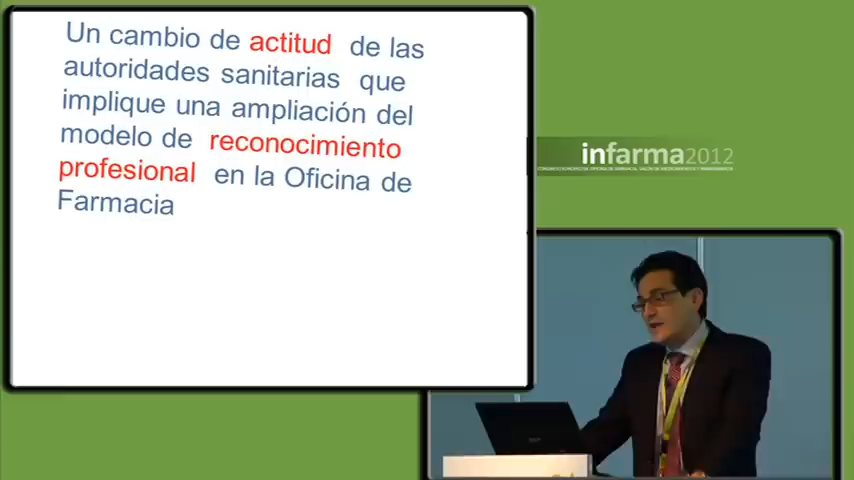 Un cambio de actitud de las
autoridades sanitarias que
implique una ampliación del
modelo de reconocimiento
profesional en la Oficina de
Farmacia
infarma2012